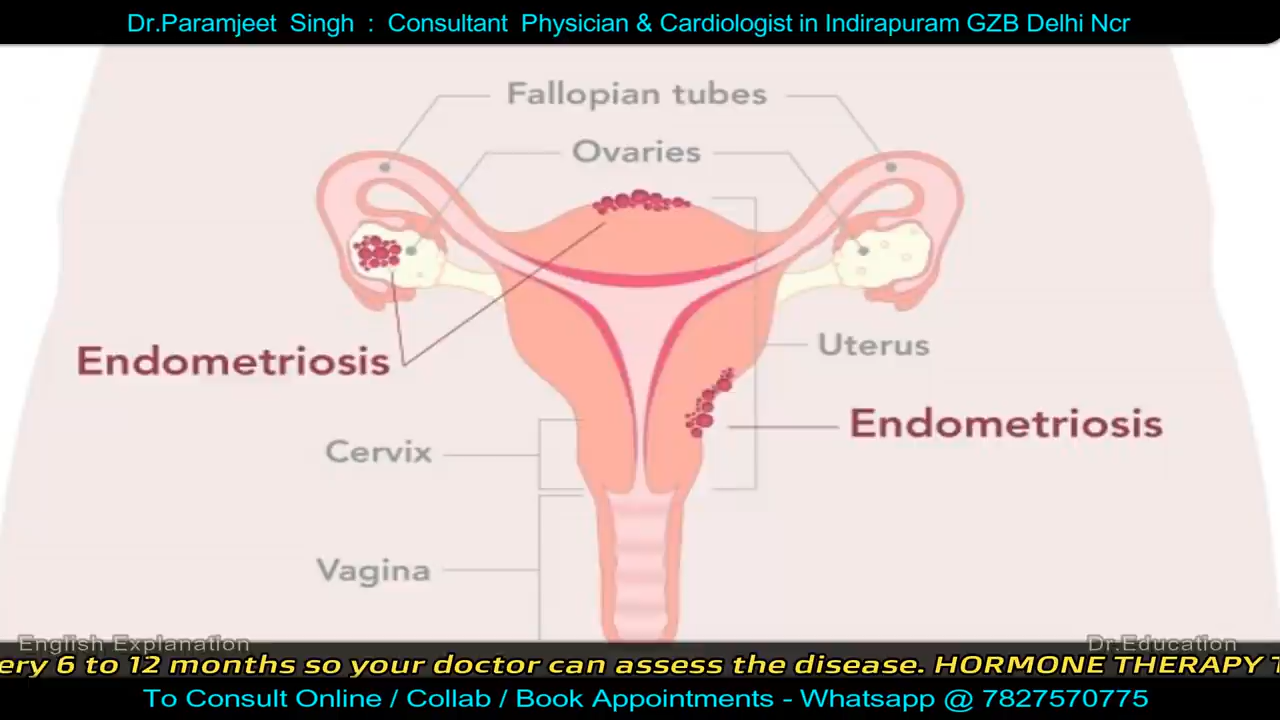 Dr.Paramjeet Singh : Consultant Physician & Cardiologist in Indirapuram GZB Delhi Ncr
Fallopian tubes
Ovaries
Endometriosis
Uterus
Endometriosis
Cervix
Vagina
English Explanation
Dr.Education
6 to 12 months so your doctor can assess the disease. HORMONE THERAPY
To Consult Online / Collab / Book Appointments - Whatsapp @ 7827570775